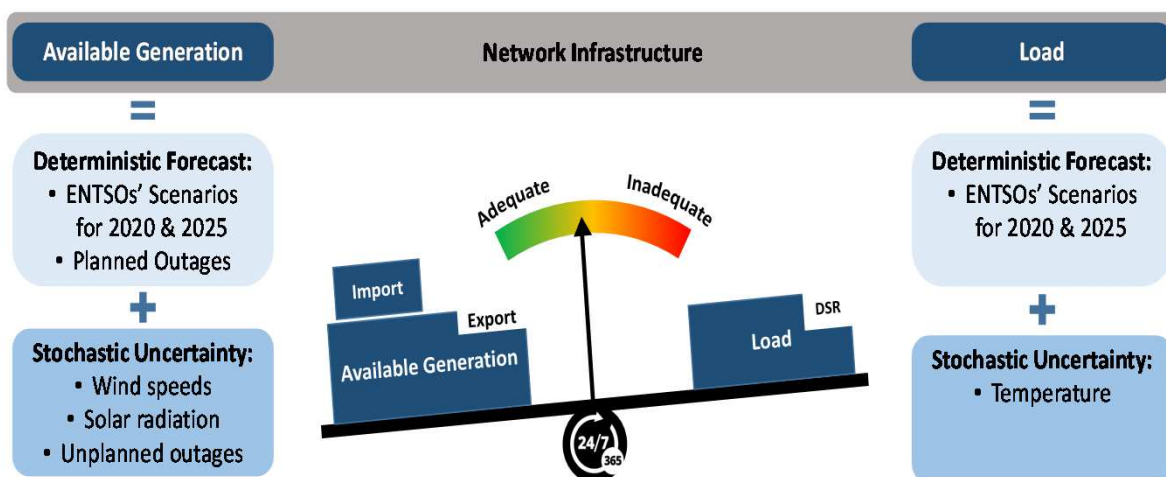 Available Generation
Network Infrastructure
Load
=
=
Deterministic Forecast:
▪ ENTSOs’ Scenarios
for 2020 & 2025
▪ Planned Outages
+
Stochastic Uncertainty:
▪ Wind speeds
▪ Solar radiation
▪ Unplanned outages
Adequate
Inadequate
Import
Export
Available Generation
DSR
Load
24/7
365
Deterministic Forecast:
▪ ENTSOs’ Scenarios
for 2020 & 2025
+
Stochastic Uncertainty:
▪ Temperature